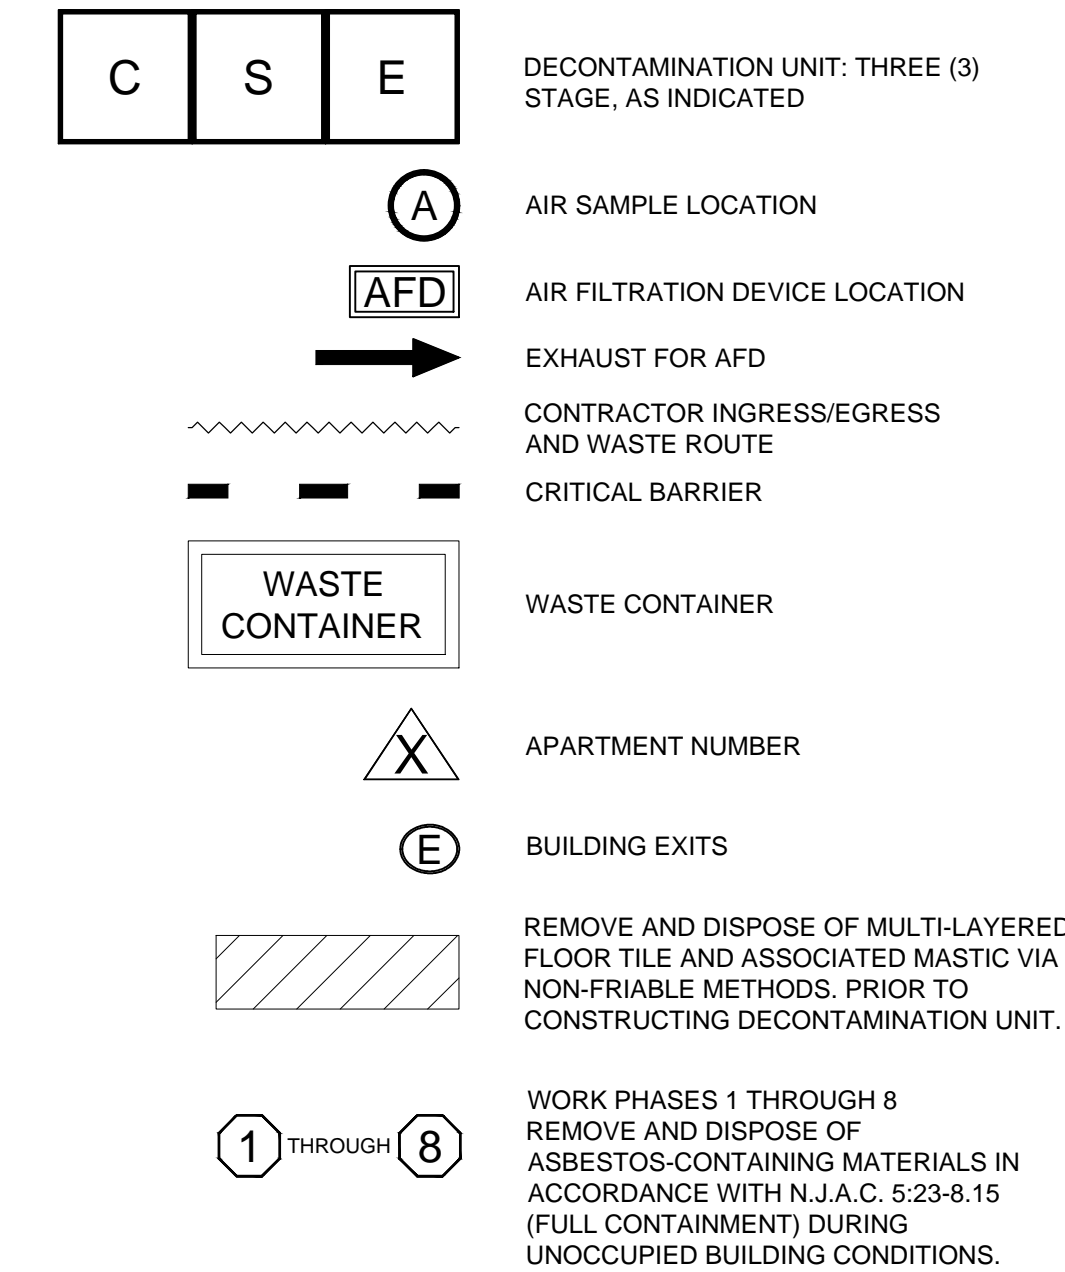 C S E
DECONTAMINATION UNIT: THREE (3)
STAGE, AS INDICATED
A
AIR SAMPLE LOCATION
AFD
AIR FILTRATION DEVICE LOCATION
EXHAUST FOR AFD
CONTRACTOR INGRESS/EGRESS
AND WASTE ROUTE
CRITICAL BARRIER
WASTE
CONTAINER
WASTE CONTAINER
X
APARTMENT NUMBER
E
BUILDING EXITS
REMOVE AND DISPOSE OF MULTI-LAYERED
FLOOR TILE AND ASSOCIATED MASTIC VIA
NON-FRIABLE METHODS. PRIOR TO
CONSTRUCTING DECONTAMINATION UNIT.
1 THROUGH 8
WORK PHASES 1 THROUGH 8
REMOVE AND DISPOSE OF
ASBESTOS-CONTAINING MATERIALS IN
ACCORDANCE WITH N.J.A.C. 5:23-8.15
(FULL CONTAINMENT) DURING
UNOCCUPIED BUILDING CONDITIONS.